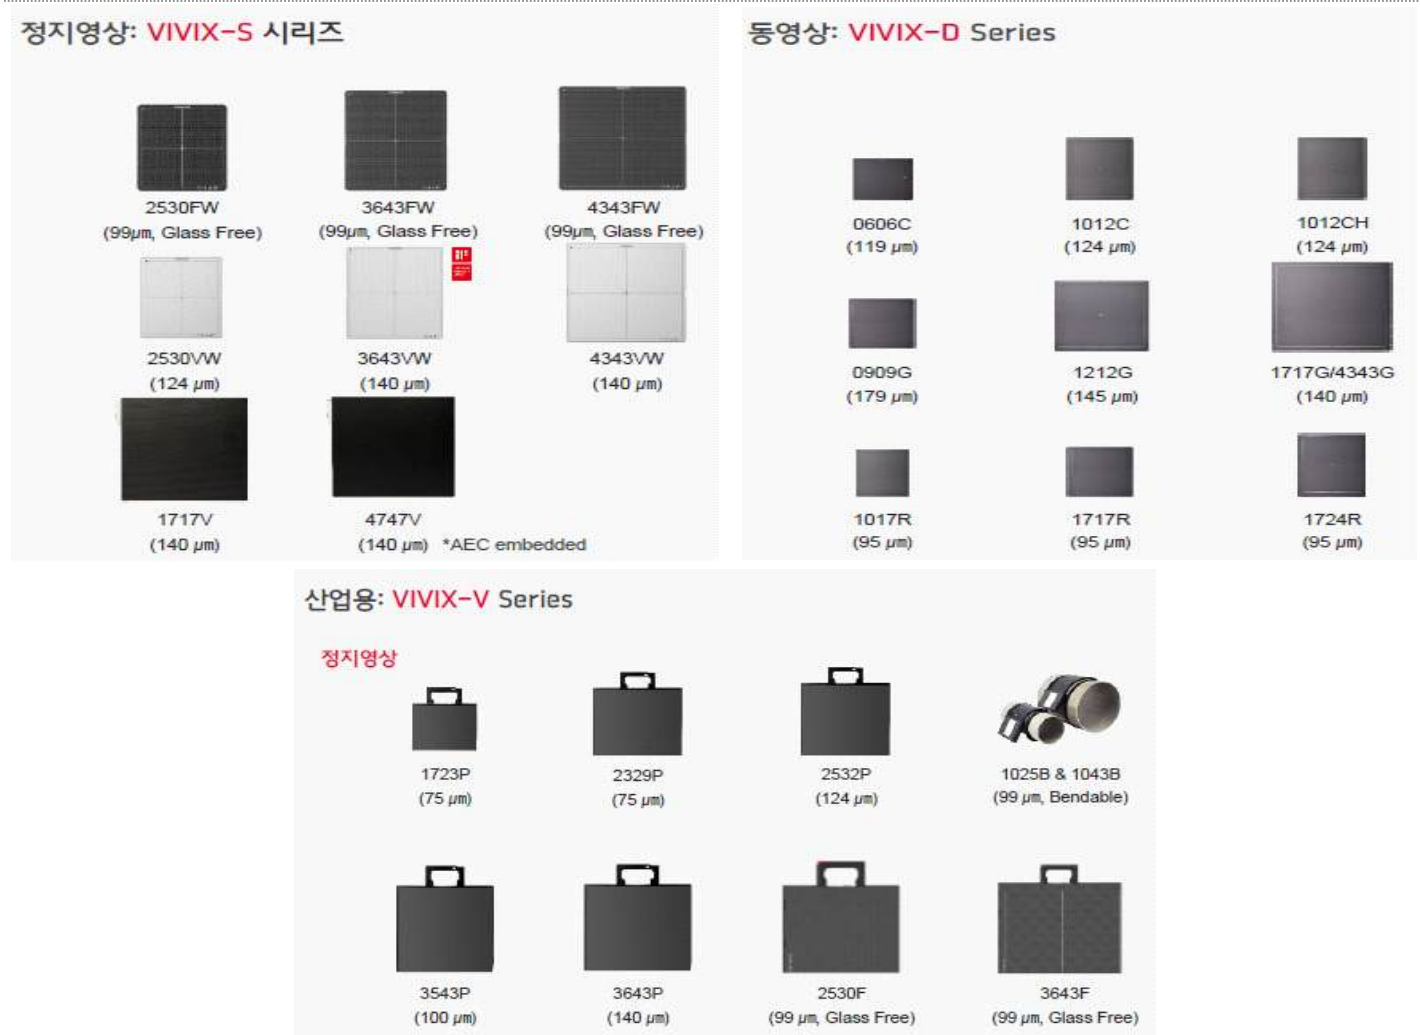 정지영상: VIVIX-S 시리즈
2530FW 3643FW 4343FW
(99μm, Glass Free) (99μm, Glass Free) (99μm, Glass Free)
2530VW 3643VW 4343VW
(124 μm) (140 μm) (140 μm)
1717V 4747V
(140 μm) (140 μm) *AEC embedded
동영상: VIVIX-D Series
0606C 1012C 1012CH
(119 μm) (124 μm) (124 μm)
0909G 1212G 1717G/4343G
(179 μm) (145 μm) (140 μm)
1017R 1717R 1724R
(95 μm) (95 μm) (95 μm)
산업용: VIVIX-V Series
정지영상
1723P 2329P 2532P 1025B & 1043B
(75 μm) (75 μm) (124 μm) (99 μm, Bendable)
3543P 3643P 2530F 3643F
(100 μm) (140 μm) (99 μm, Glass Free) (99 μm, Glass Free)